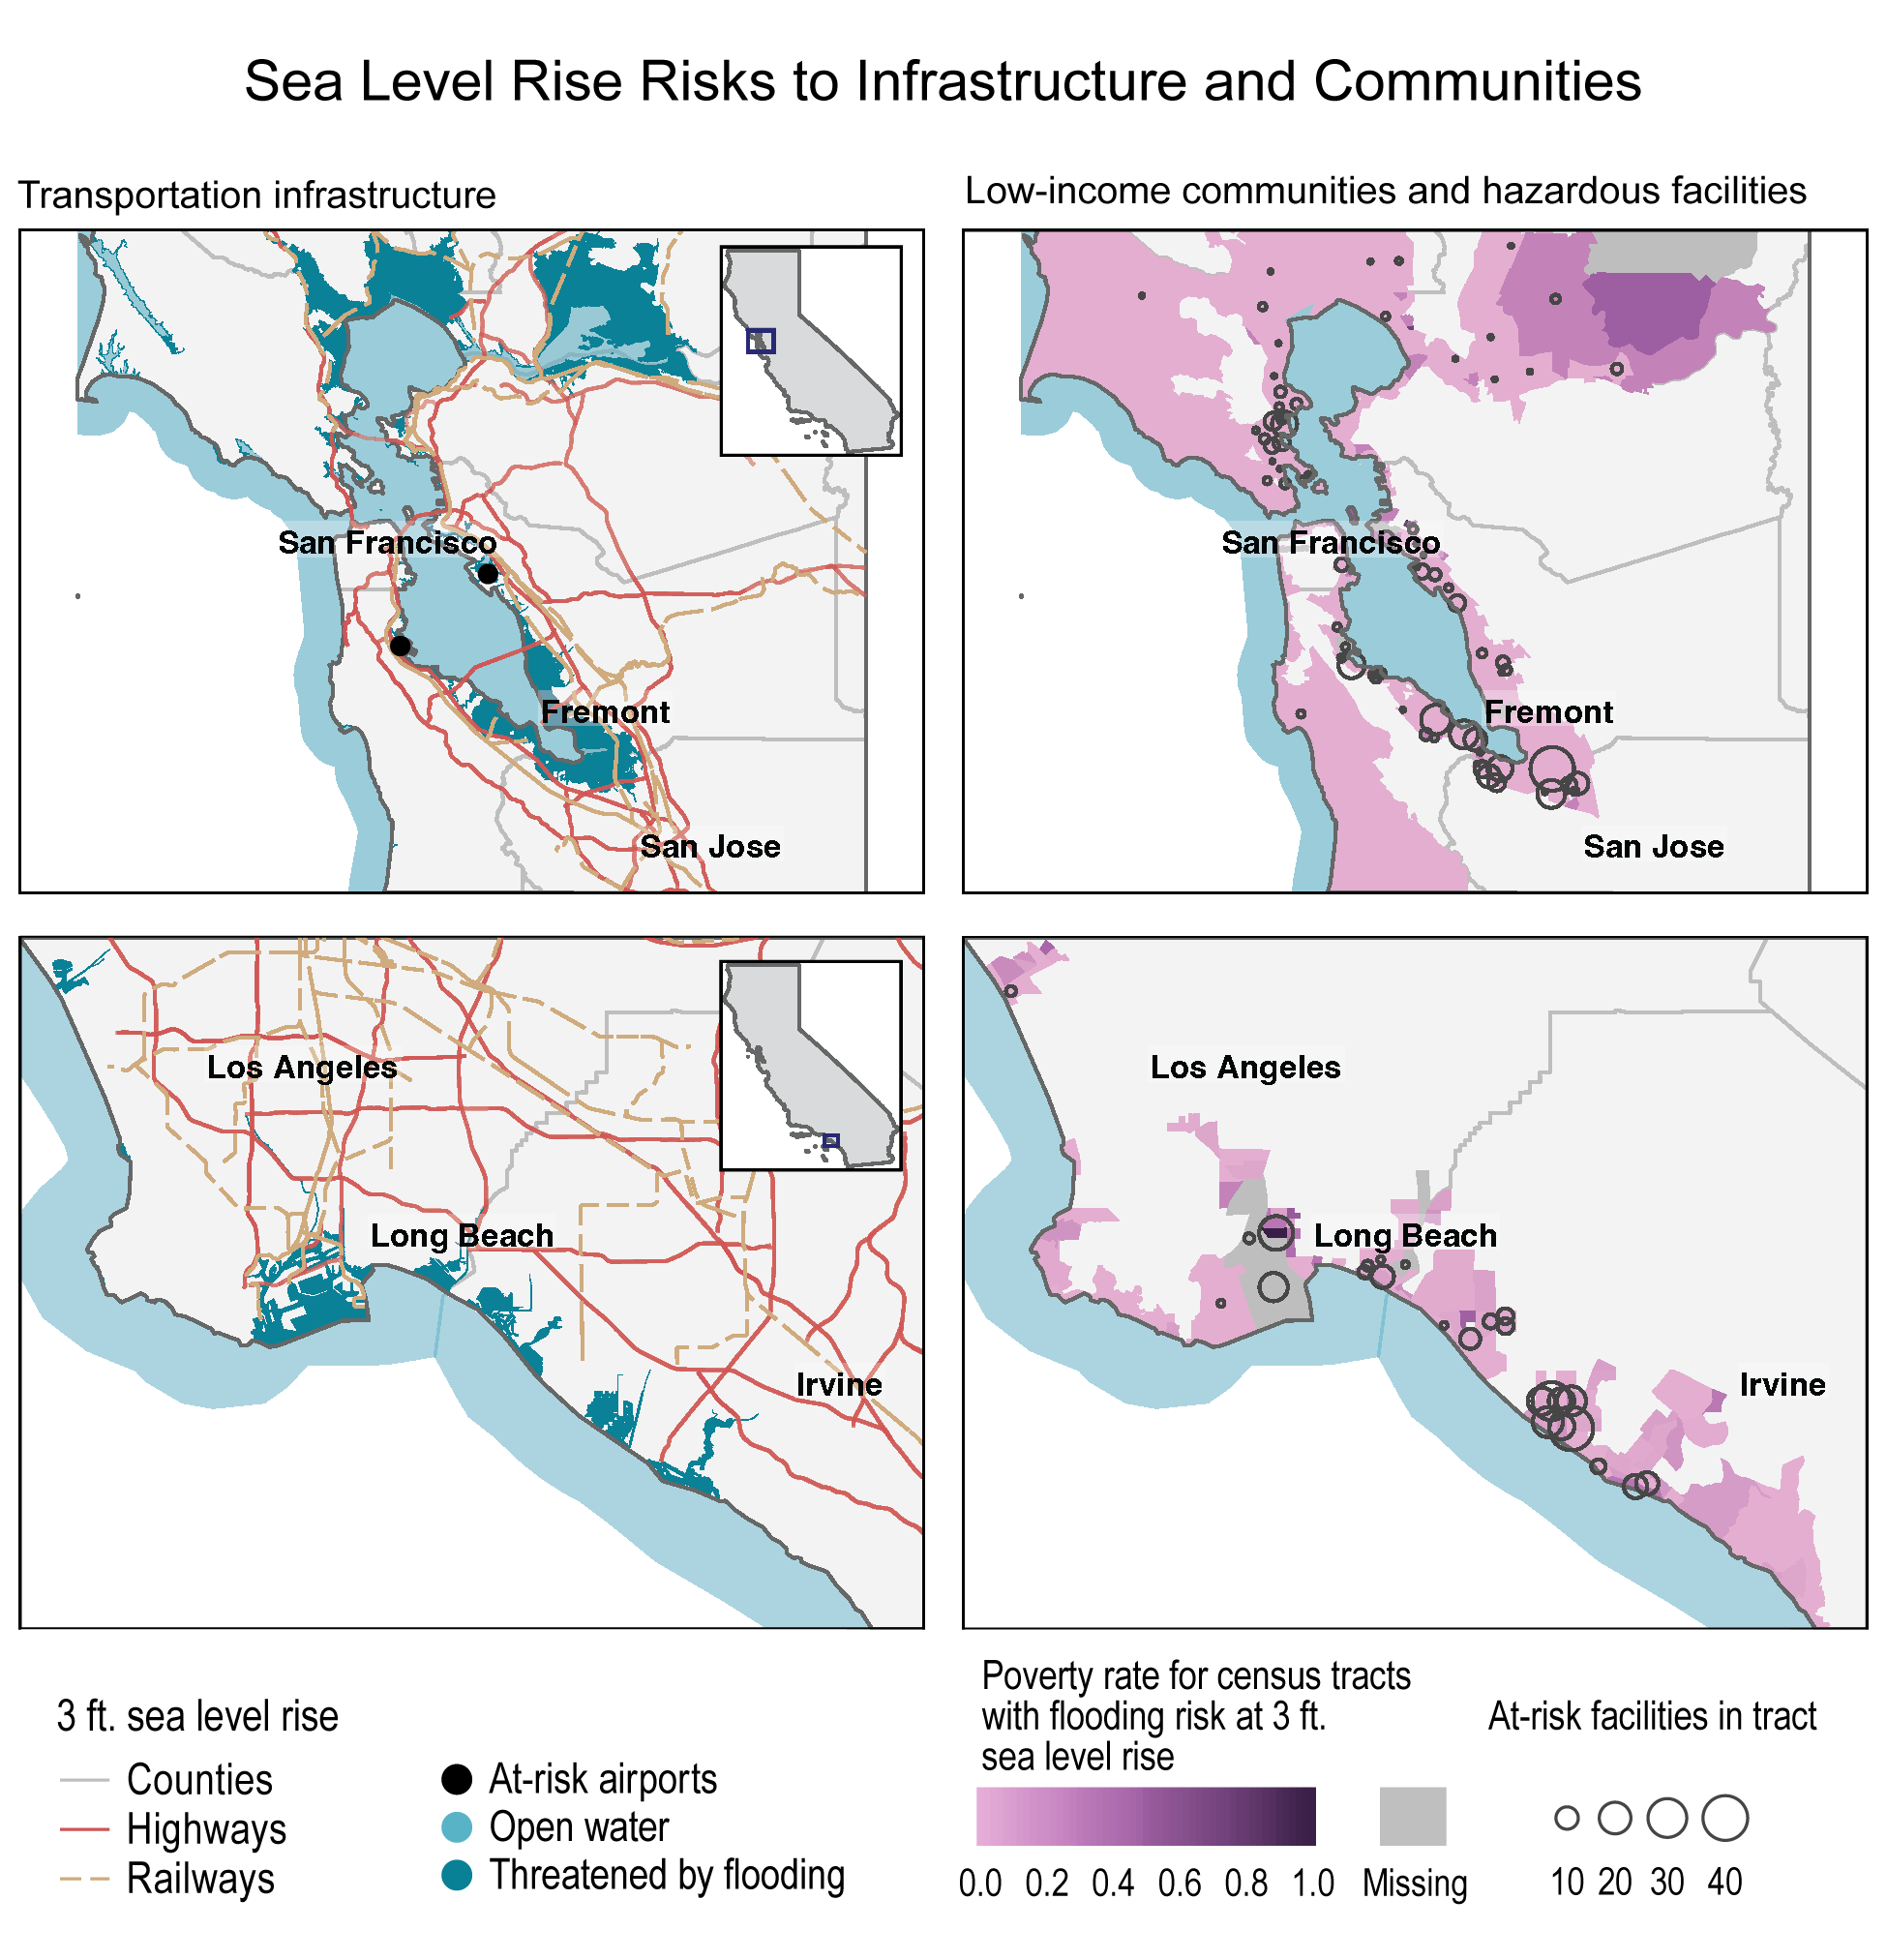 Sea Level Rise Risks to Infrastructure and Communities
Transportation infrastructure
Low-income communities and hazardous facilities
San Francisco
Fremont
San Jose
San Francisco
Fremont
San Jose
Los Angeles
Long Beach
Irvine
Los Angeles
Long Beach
Irvine
3 ft. sea level rise
Counties
Highways
Railways
At-risk airports
Open water
Threatened by flooding
Poverty rate for census tracts
with flooding risk at 3 ft.
sea level rise
0.0 0.2 0.4 0.6 0.8 1.0 Missing
At-risk facilities in tract
10 20 30 40